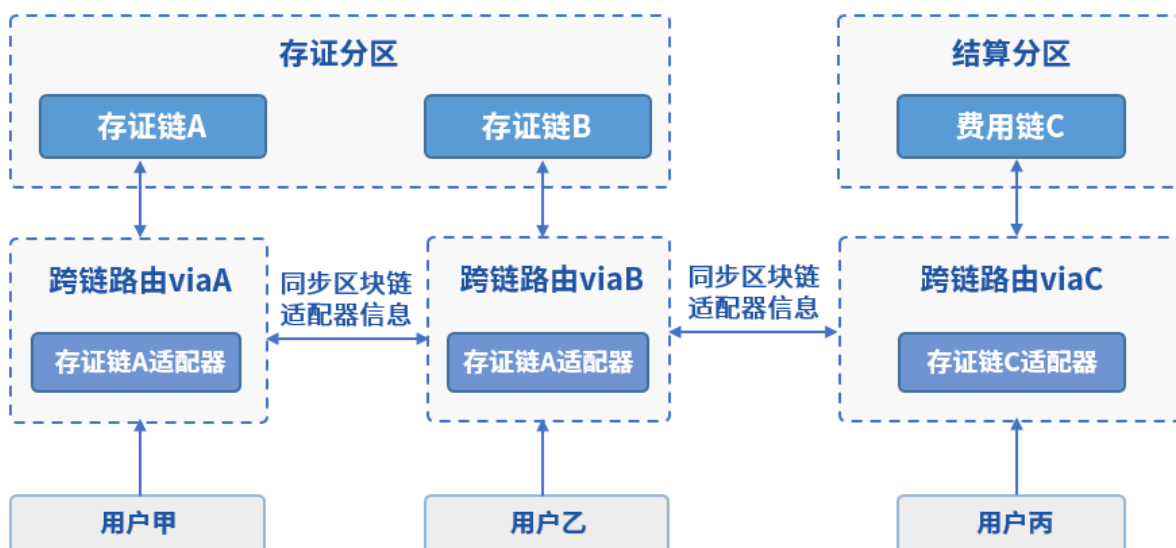 存证分区
结算分区
存证链A
存证链B
费用链C
跨链路由viaA
同步区块链
适配器信息
跨链路由viaB
同步区块链
适配器信息
跨链路由viaC
存证链A适配器
存证链A适配器
存证链C适配器
用户甲
用户乙
用户丙